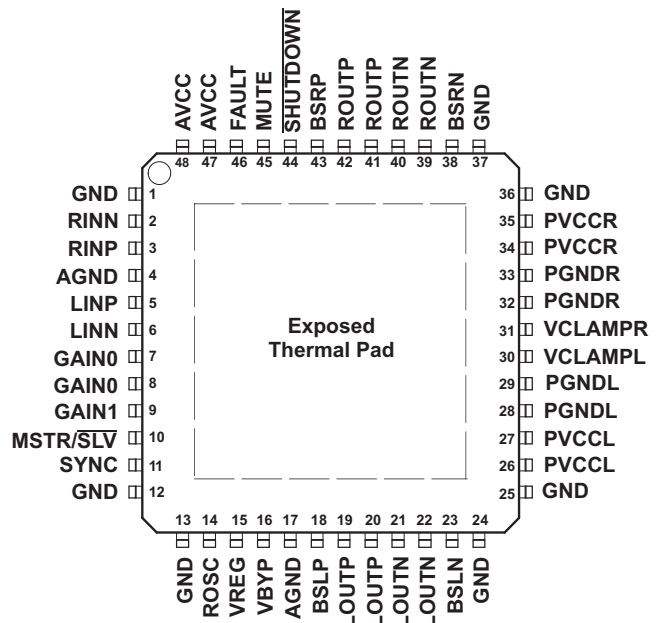 AVCC
AVCC
FAULT
MUTE
SHUTDOWN
BSRP
ROUTP
ROUTP
ROUTN
ROUTN
BSRN
GND
48 47 46 45 44 43 42 41 40 39 38 37
GND 1
RINN 2
RINP 3
AGND 4
LINP 5
LINN 6
GAIN0 7
GAIN0 8
GAIN1 9
MSTR/SLV 10
SYNC 11
GND 12
Exposed
Thermal Pad
36 GND
35 PVCCR
34 PVCCR
33 PGNDR
32 PGNDR
31 VCLAMPR
30 VCLAMPL
29 PGNDL
28 PGNDL
27 PVCCL
26 PVCCL
25 GND
13 14 15 16 17 18 19 20 21 22 23 24
GND
ROSC
VREG
VBYP
AGND
BSLP
LOUTP
LOUTP
LOUTN
LOUTN
BSLN
GND